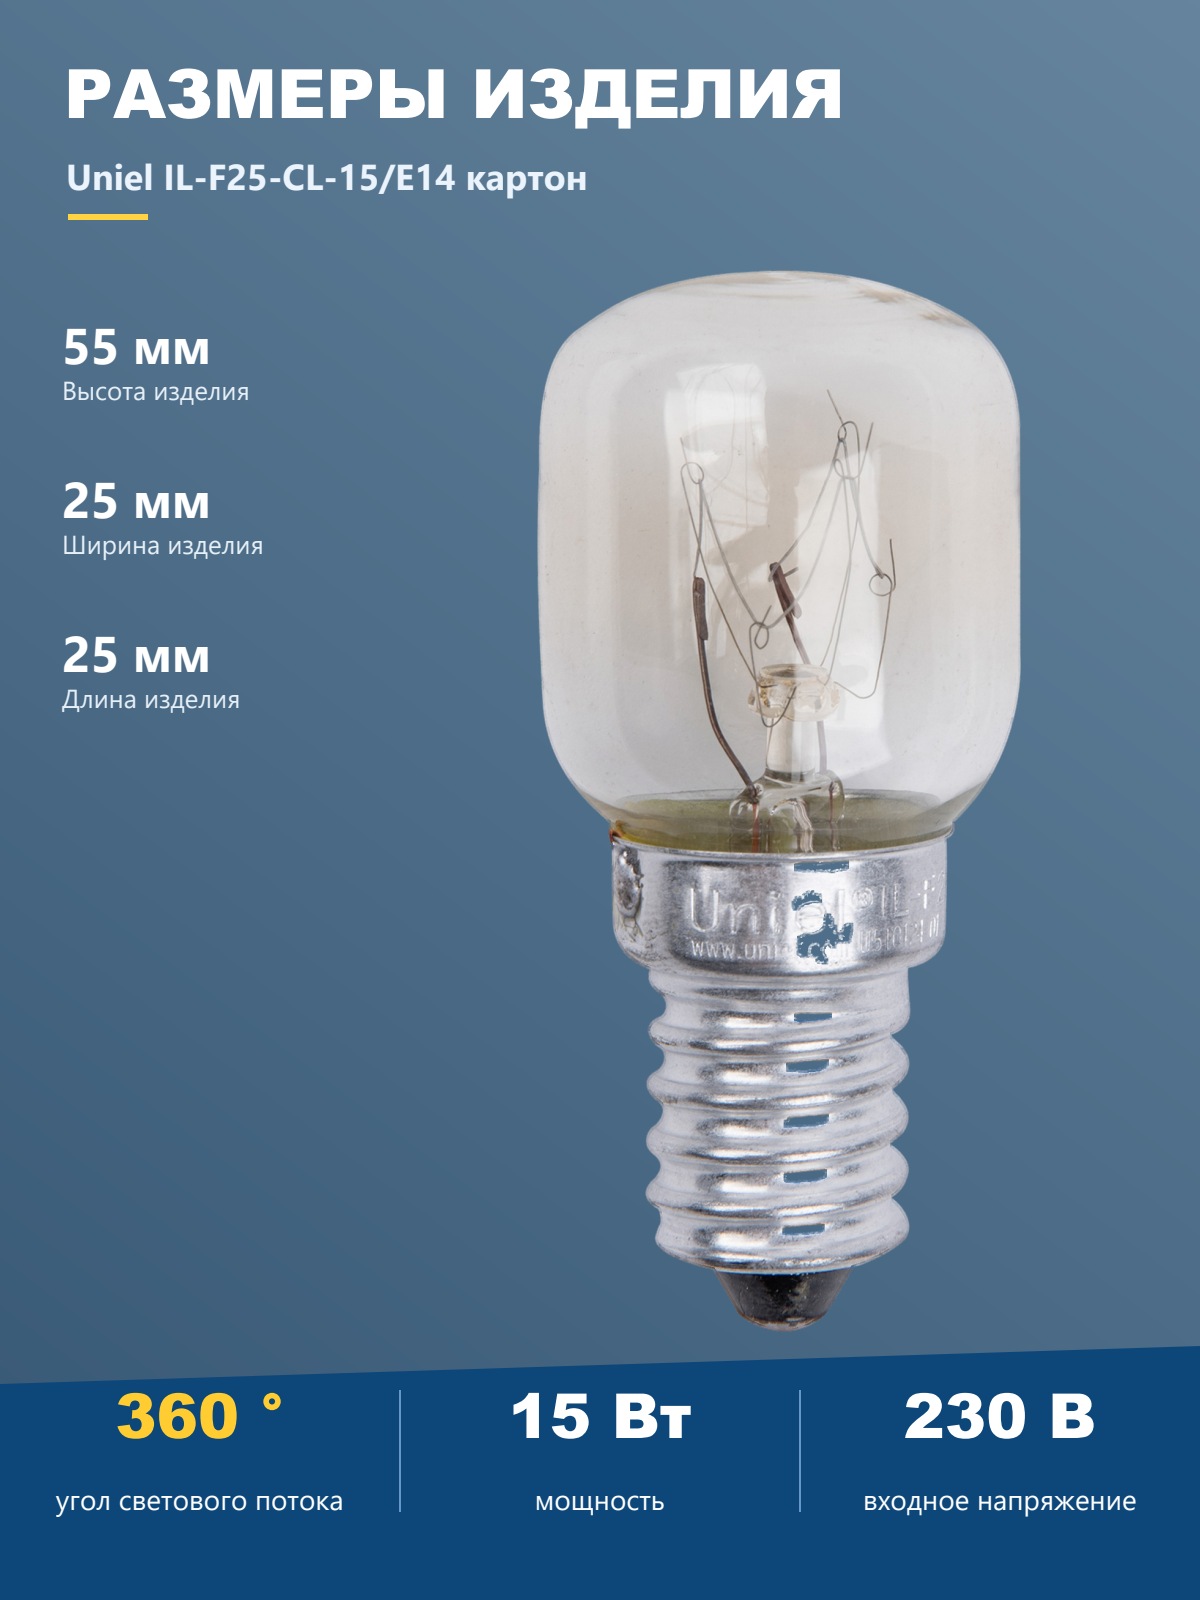 РАЗМЕРЫ ИЗДЕЛИЯ
Uniel IL-F25-CL-15/E14 картон
55 мм
Высота изделия
25 мм
Ширина изделия
25 мм
Длина изделия
360 °
угол светового потока
15 Вт
мощность
230 В
входное напряжение